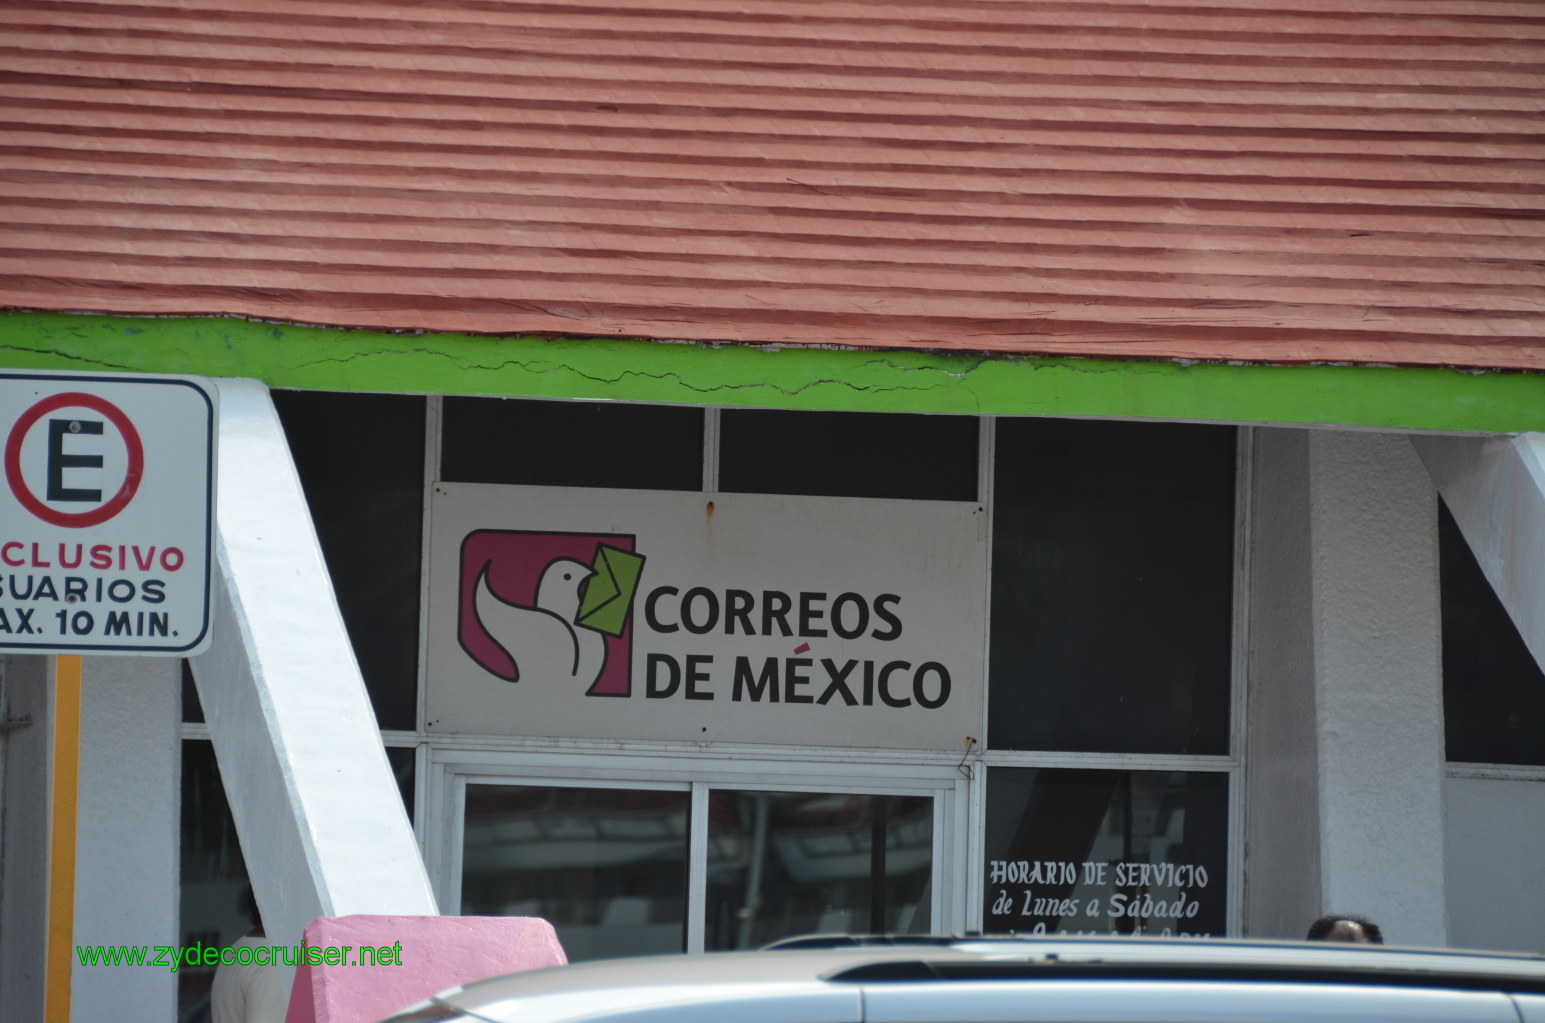 E
CLUSIVO
SUARIOS
AX. 10 MIN.
CORREOS
DE MÉXICO
HORARIO DE SERVICIO
de Lunes a Sábado
www.zydecocruiser.net